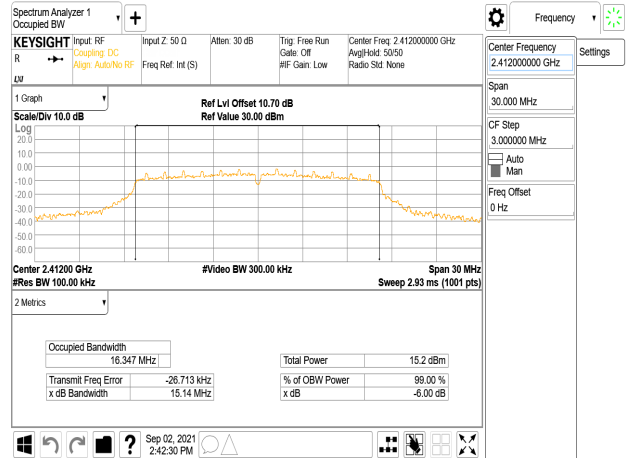 Spectrum Analyzer 1
Occupied BW
Frequency
KEYSIGHT
R
Input: RF
Coupling: DC
Align: Auto/No RF
Input Z: 50 Ω
Freq Ref: Int (S)
Atten: 30 dB
Trig: Free Run
Gate: Off
#IF Gain: Low
Center Freq: 2.412000000 GHz
Avg|Hold: 50/50
Radio Std: None
Center Frequency
2.412000000 GHz
Settings
Span
30.000 MHz
CF Step
3.000000 MHz
Auto
Man
Freq Offset
0 Hz
1 Graph
Scale/Div 10.0 dB
Ref Lvl Offset 10.70 dB
Ref Value 30.00 dBm
Log
20.0
10.0
0.00
-10.0
-20.0
-30.0
-40.0
-50.0
-60.0
Center 2.41200 GHz
#Video BW 300.00 kHz
Span 30 MHz
#Res BW 100.00 kHz
Sweep 2.93 ms (1001 pts)
2 Metrics
Occupied Bandwidth
16.347 MHz
Total Power 15.2 dBm
Transmit Freq Error -26.713 kHz
% of OBW Power 99.00 %
x dB Bandwidth 15.14 MHz
x dB -6.00 dB
?
Sep 02, 2021
2:42:30 PM